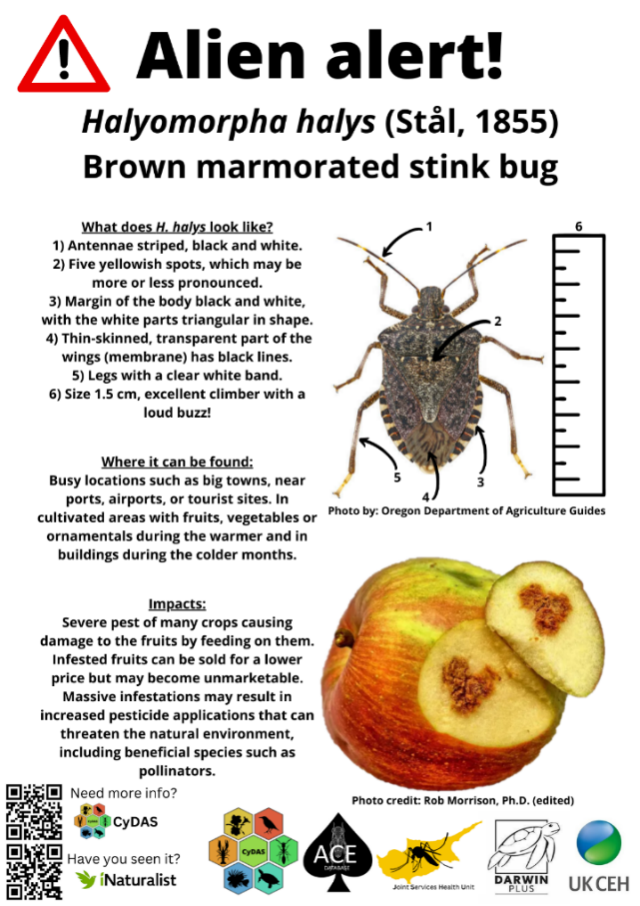 Alien alert!
Halyomorpha halys (Stål, 1855)
Brown marmorated stink bug
What does H. halys look like?
1) Antennae striped, black and white.
2) Five yellowish spots, which may be
more or less pronounced.
3) Margin of the body black and white,
with the white parts triangular in shape.
4) Thin-skinned, transparent part of the
wings (membrane) has black lines.
5) Legs with a clear white band.
6) Size 1.5 cm, excellent climber with a
loud buzz!
1
6
2
5
3
4
Photo by: Oregon Department of Agriculture Guides
Where it can be found:
Busy locations such as big towns, near
ports, airports, or tourist sites. In
cultivated areas with fruits, vegetables or
ornamentals during the warmer and in
buildings during the colder months.
Impacts:
Severe pest of many crops causing
damage to the fruits by feeding on them.
Infested fruits can be sold for a lower
price but may become unmarketable.
Massive infestations may result in
increased pesticide applications that can
threaten the natural environment,
including beneficial species such as
pollinators.
Photo credit: Rob Morrison, Ph.D. (edited)
Need more info?
CyDAS
Have you seen it?
iNaturalist
CyDAS
ACE
DATABASE
Joint Services Health Unit
DARWIN
PLUS
UK CEH